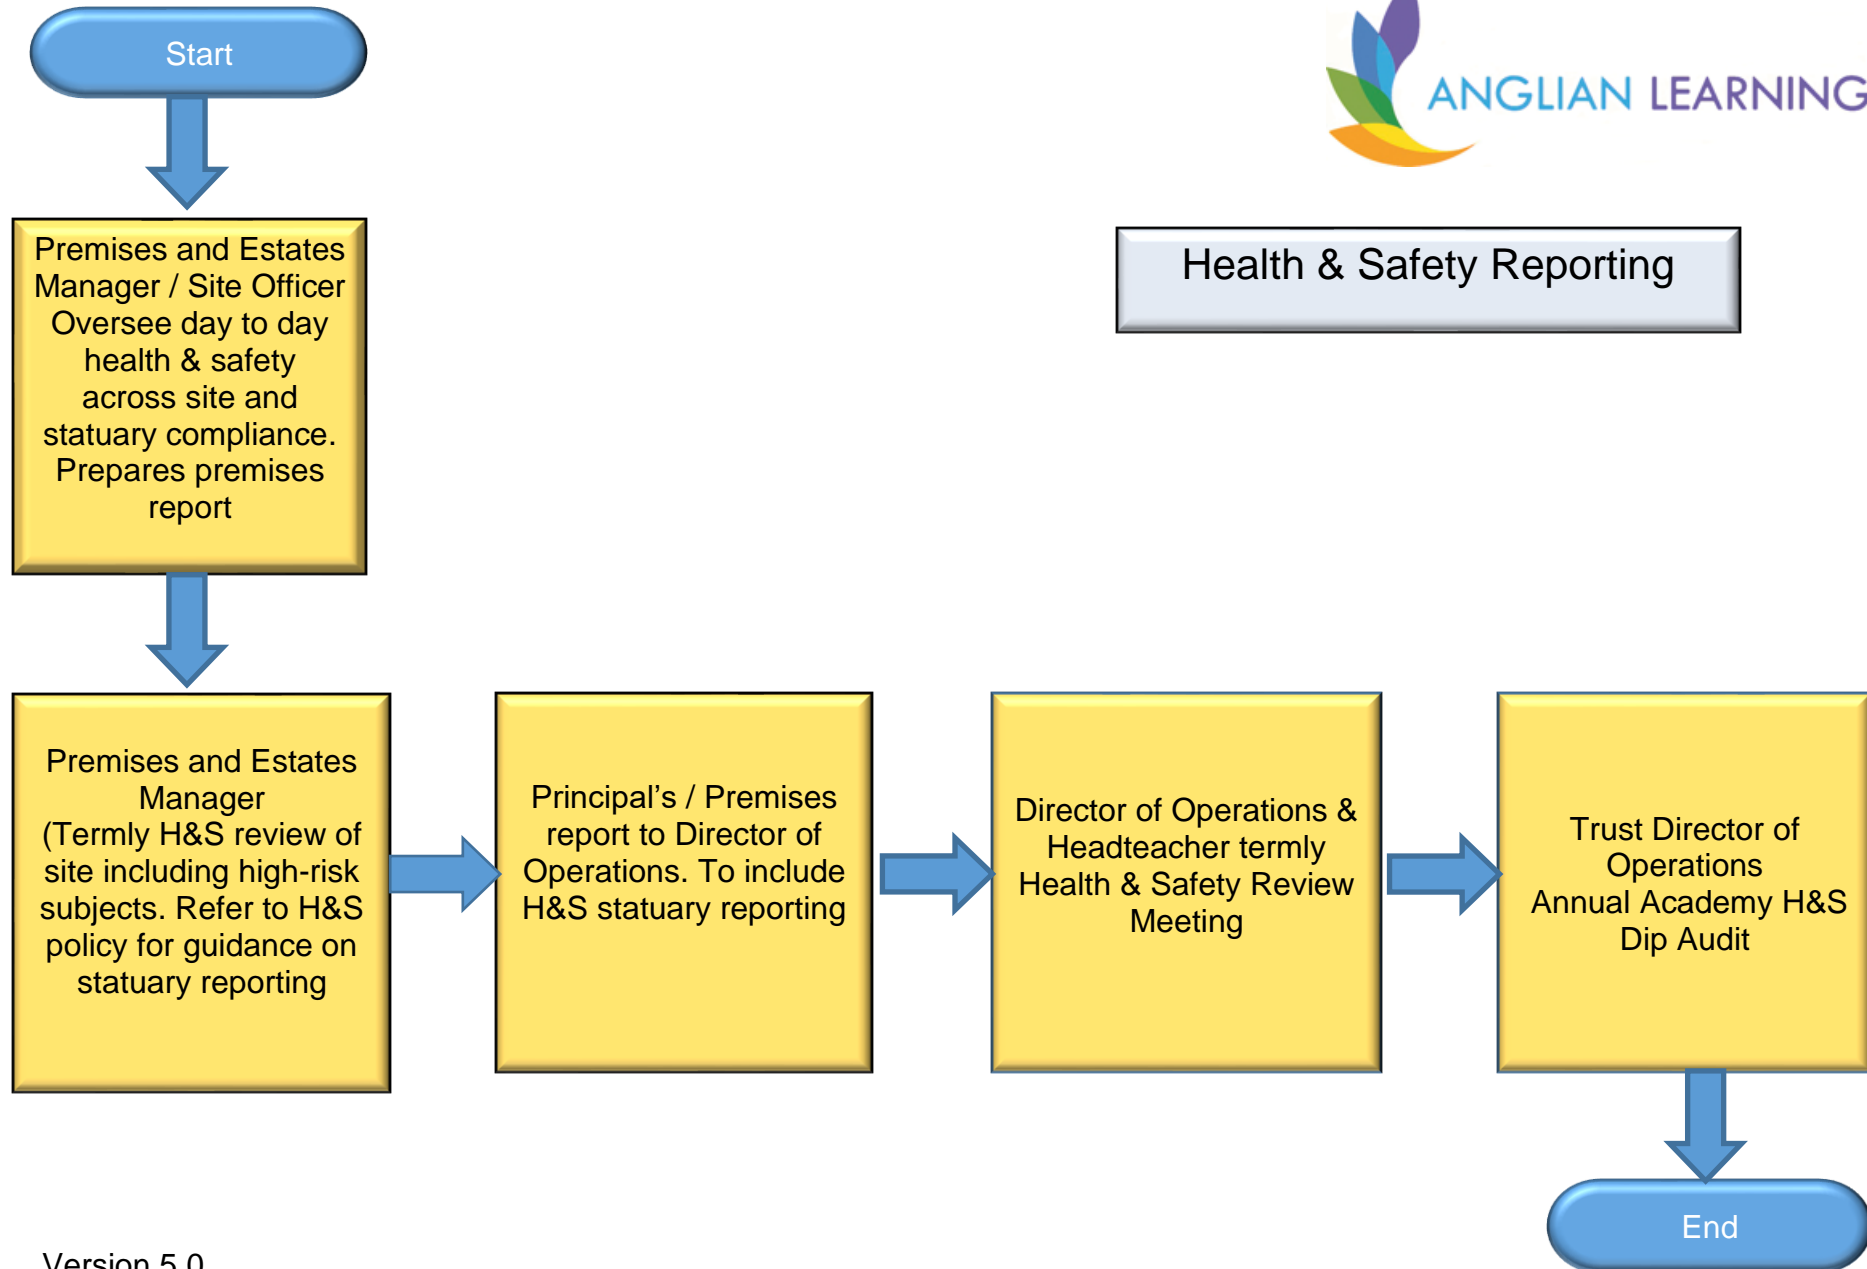 Start
ANGLIAN LEARNING
Health & Safety Reporting
Premises and Estates
Manager / Site Officer
Oversee day to day
health & safety
across site and
statuary compliance.
Prepares premises
report
Premises and Estates
Manager
(Termly H&S review of
site including high-risk
subjects. Refer to H&S
policy for guidance on
statuary reporting
Principal’s / Premises
report to Director of
Operations. To include
H&S statuary reporting
Director of Operations &
Headteacher termly
Health & Safety Review
Meeting
Trust Director of
Operations
Annual Academy H&S
Dip Audit
End
Version 5.0